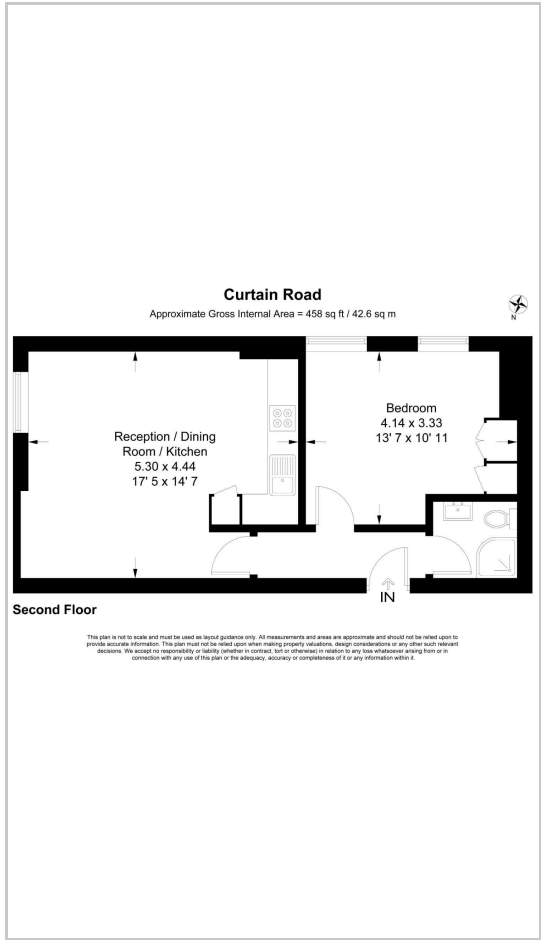 Curtain Road
Approximate Gross Internal Area = 458 sq ft / 42.6 sq m
N
Reception / Dining
Room / Kitchen
5.30 x 4.44
17' 5 x 14' 7
Bedroom
4.14 x 3.33
13' 7 x 10' 11
IN
Second Floor
This plan is not to scale and must be used as layout guidance only. All measurements and areas are approximate and should not be relied upon to
provide accurate information. This plan must not be relied upon when making property valuations, design considerations or any other such relevant
decisions. We accept no responsibility or liability (whether in contract, tort or otherwise) in relation to any loss whatsoever arising from or in
connection with any use of this plan or the adequacy, accuracy or completeness of it or any information within it.